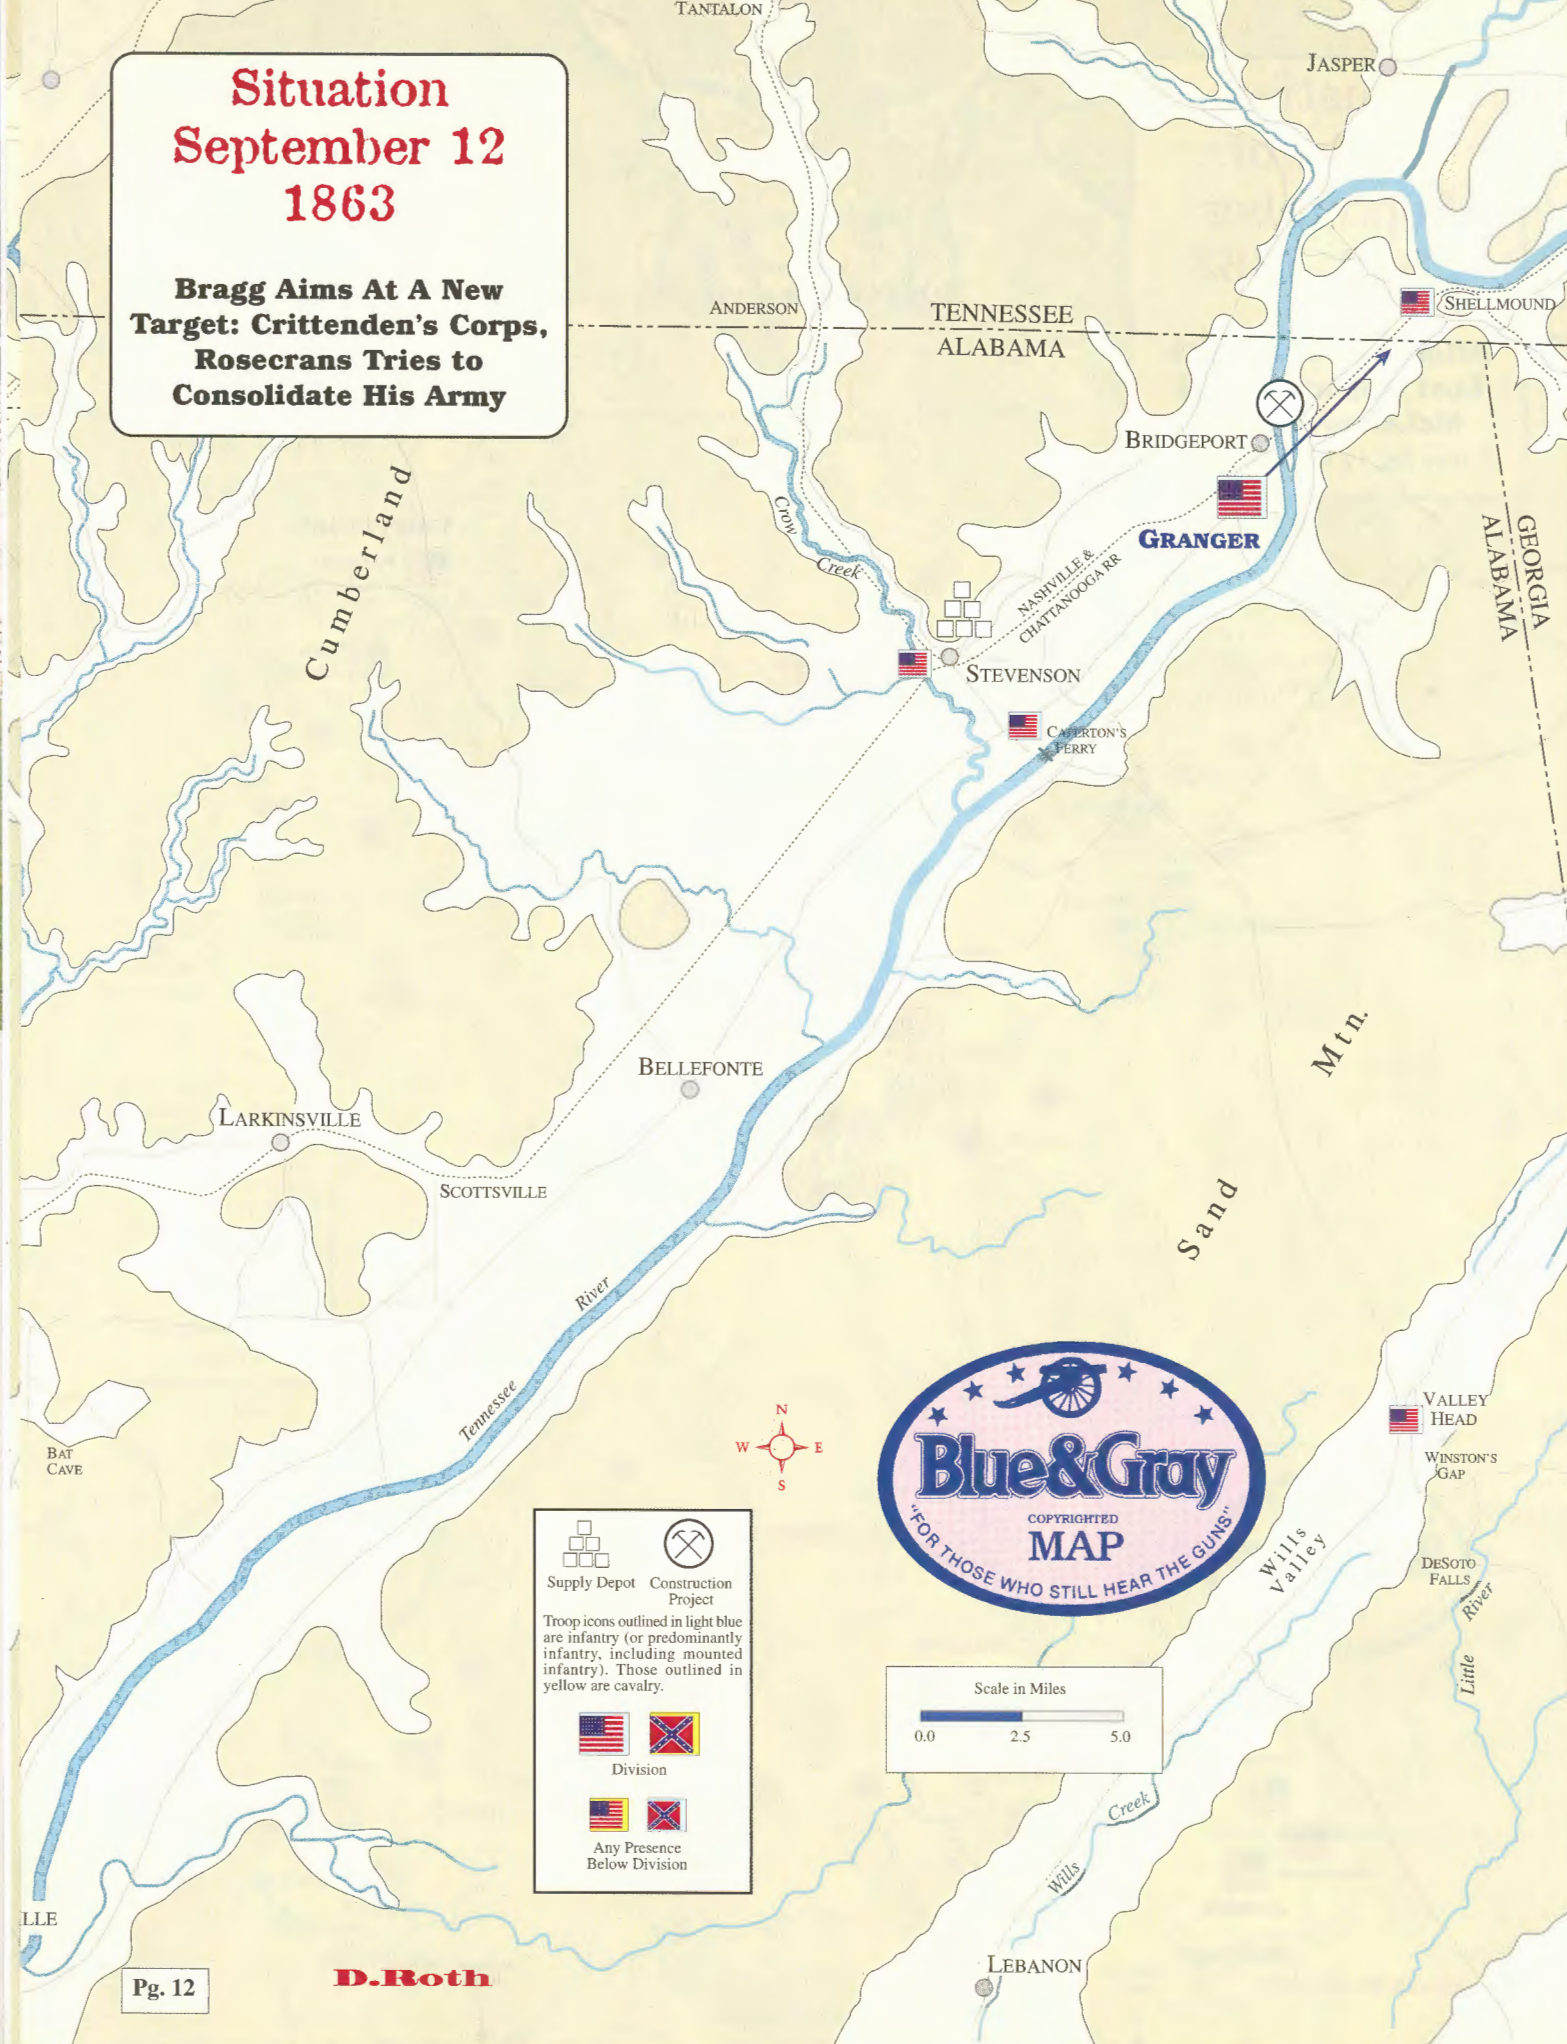 TANTALON
JASPER
Situation
September 12
1863
Bragg Aims At A New
Target: Crittenden's Corps,
Rosecrans Tries to
Consolidate His Army
ANDERSON
TENNESSEE
ALABAMA
SHELLMOUND
BRIDGEPORT
GRANGER
GEORGIA
ALABAMA
Cumberland
Crow
Creek
NASHVILLE &
CHATTANOOGA RR
STEVENSON
CAPERTON'S
FERRY
BELLEFONTE
LARKINSVILLE
SCOTTSVILLE
Sand Mtn.
Tennessee River
BAT
CAVE
N
W E
S
Blue&Gray
COPYRIGHTED
MAP
"FOR THOSE WHO STILL HEAR THE GUNS"
VALLEY
HEAD
WINSTON'S
GAP
Wills
Valley
DESOTO
FALLS
Little River
Supply Depot
Construction
Project
Troop icons outlined in light blue
are infantry (or predominantly
infantry, including mounted
infantry). Those outlined in
yellow are cavalry.
Division
Any Presence
Below Division
Scale in Miles
0.0 2.5 5.0
Wills Creek
LLE
LEBANON
Pg. 12
D.Roth